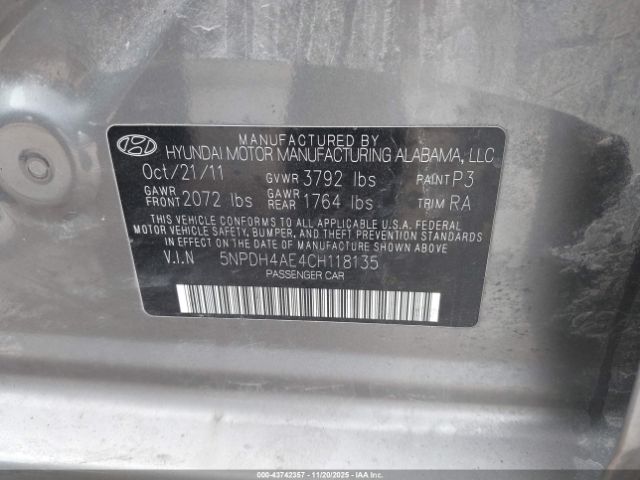 MANUFACTURED BY
HYUNDAI MOTOR MANUFACTURING ALABAMA, LLC
Oct/21/11 GVWR 3792 lbs PAINT P3
GAWR FRONT 2072 lbs GAWR REAR 1764 lbs TRIM RA
THIS VEHICLE CONFORMS TO ALL APPLICABLE U.S.A. FEDERAL
MOTOR VEHICLE SAFETY, BUMPER, AND THEFT PREVENTION
STANDARDS IN EFFECT ON THE DATE OF MANUFACTURE SHOWN ABOVE.
V.I.N 5NPDH4AE4CH118135
PASSENGER CAR
000-43742357 - 11/20/2025 - IAAI.COM